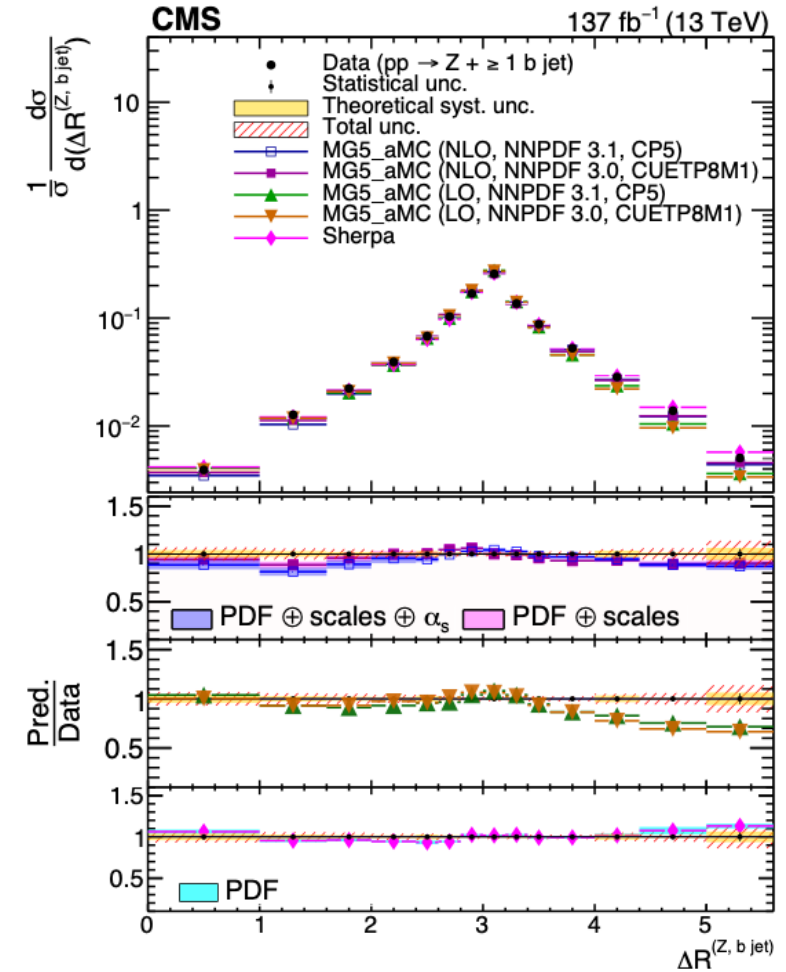 CMS 137 fb⁻¹ (13 TeV)
1/σ dσ/d(ΔR^(Z, b jet))
Data (pp → Z + ≥ 1 b jet)
Statistical unc.
Theoretical syst. unc.
Total unc.
MG5_aMC (NLO, NNPDF 3.1, CP5)
MG5_aMC (NLO, NNPDF 3.0, CUETP8M1)
MG5_aMC (LO, NNPDF 3.1, CP5)
MG5_aMC (LO, NNPDF 3.0, CUETP8M1)
Sherpa
10
1
10⁻¹
10⁻²
1.5
1
0.5
PDF ⊕ scales ⊕ αₛ PDF ⊕ scales
1.5
1
0.5
Pred.
Data
1.5
1
0.5
PDF
0 1 2 3 4 5
ΔR^(Z, b jet)